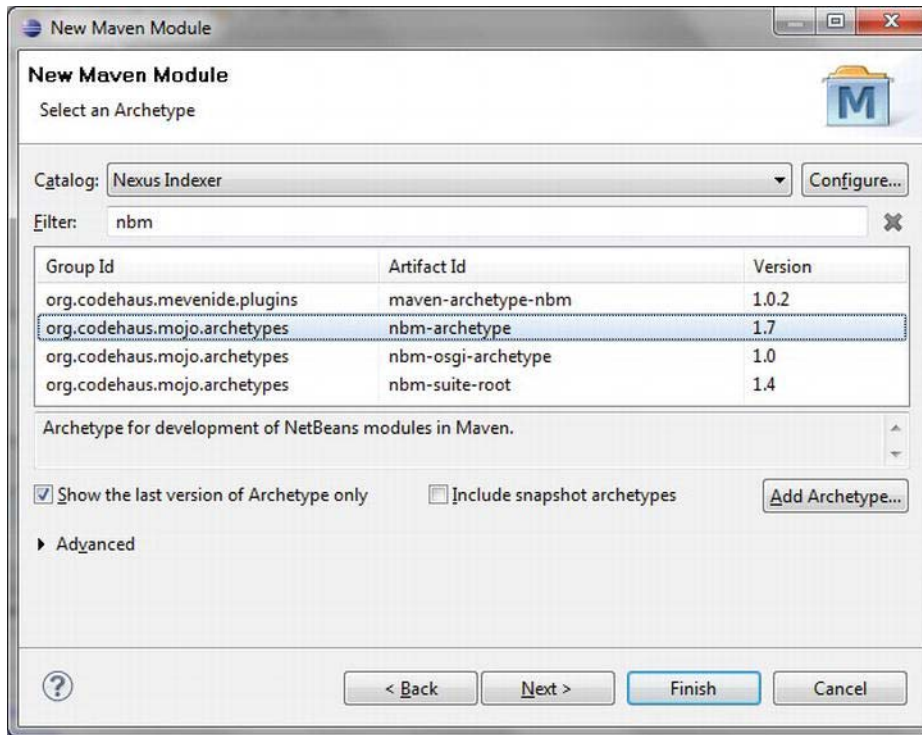 New Maven Module
New Maven Module
Select an Archetype
M
Catalog: Nexus Indexer Configure...
Filter: nbm
Group Id Artifact Id Version
org.codehaus.mevenide.plugins maven-archetype-nbm 1.0.2
org.codehaus.mojo.archetypes nbm-archetype 1.7
org.codehaus.mojo.archetypes nbm-osgi-archetype 1.0
org.codehaus.mojo.archetypes nbm-suite-root 1.4
Archetype for development of NetBeans modules in Maven.
Show the last version of Archetype only Include snapshot archetypes Add Archetype...
Advanced
? < Back Next > Finish Cancel